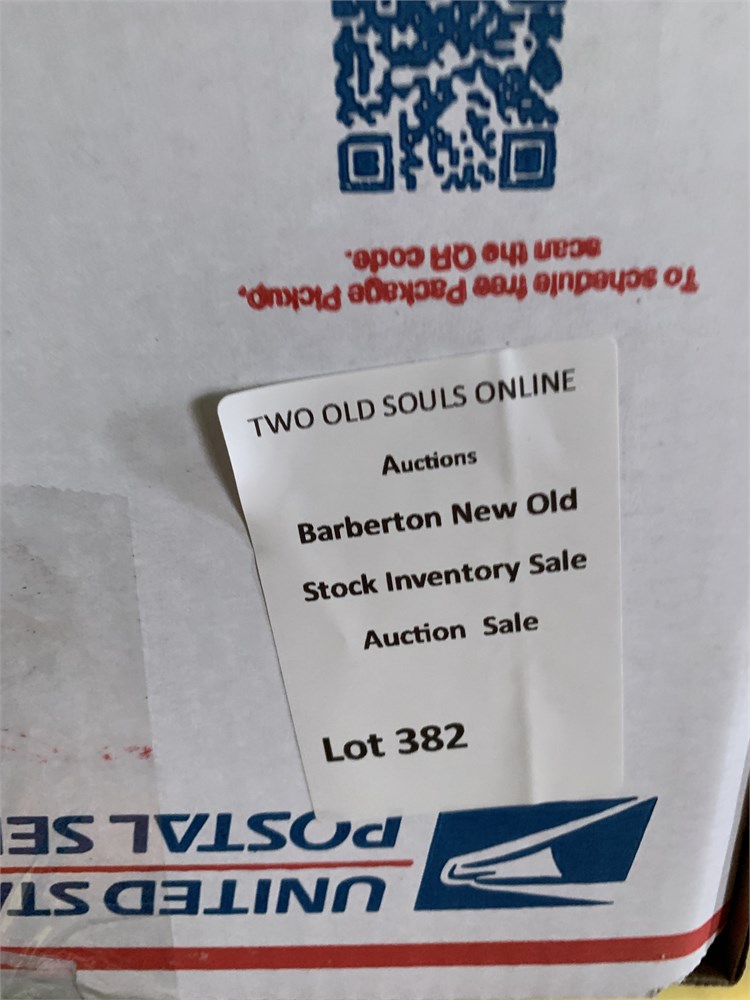 To schedule free Package Pickup,
scan the QR code.
TWO OLD SOULS ONLINE
Auctions
Barberton New Old
Stock Inventory Sale
Auction Sale
Lot 382
UNITED STA
POSTAL SE